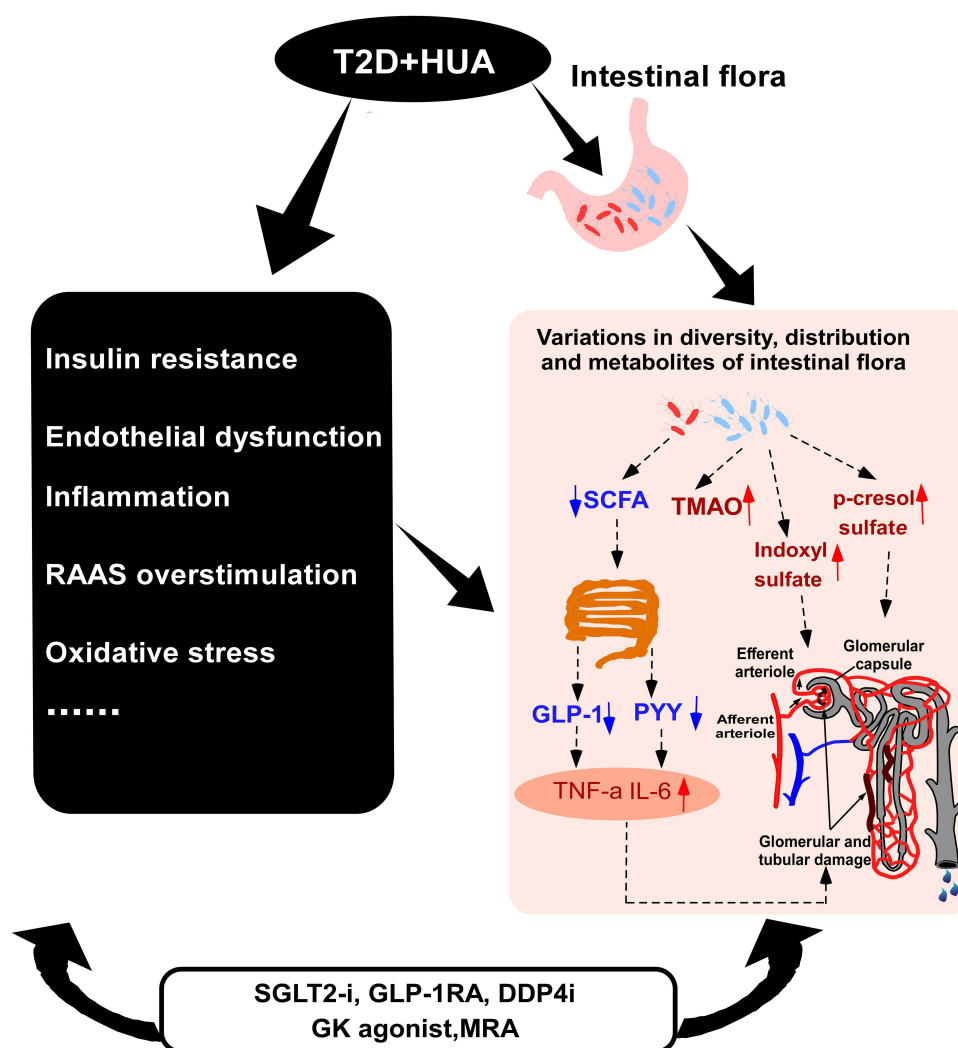 T2D+HUA
Intestinal flora
Insulin resistance
Endothelial dysfunction
Inflammation
RAAS overstimulation
Oxidative stress
......
Variations in diversity, distribution
and metabolites of intestinal flora
SCFA
TMAO
p-cresol
sulfate
Indoxyl
sulfate
Efferent
arteriole
Glomerular
capsule
Afferent
arteriole
GLP-1
PYY
TNF-a IL-6
Glomerular and
tubular damage
SGLT2-i, GLP-1RA, DDP4i
GK agonist,MRA